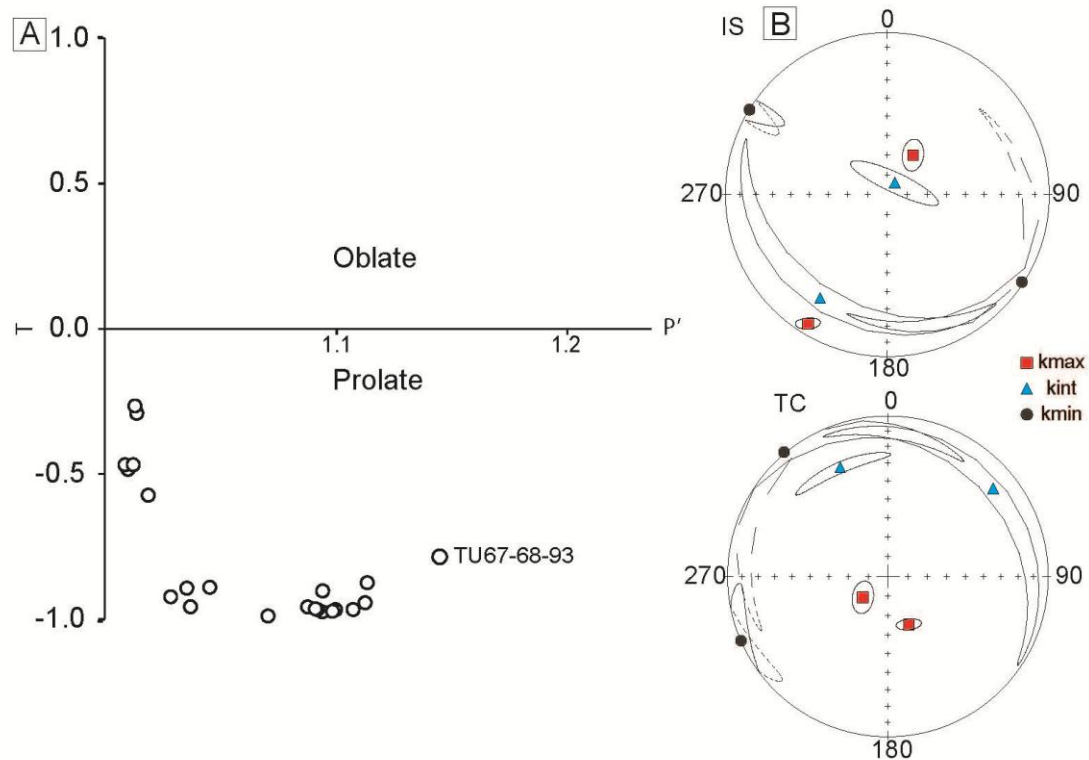 A
1.0
0.5
0.0
-0.5
-1.0
T
Oblate
P'
1.1
1.2
Prolate
TU67-68-93
IS
B
0
270
90
180
kmax
kint
kmin
TC
0
270
90
180